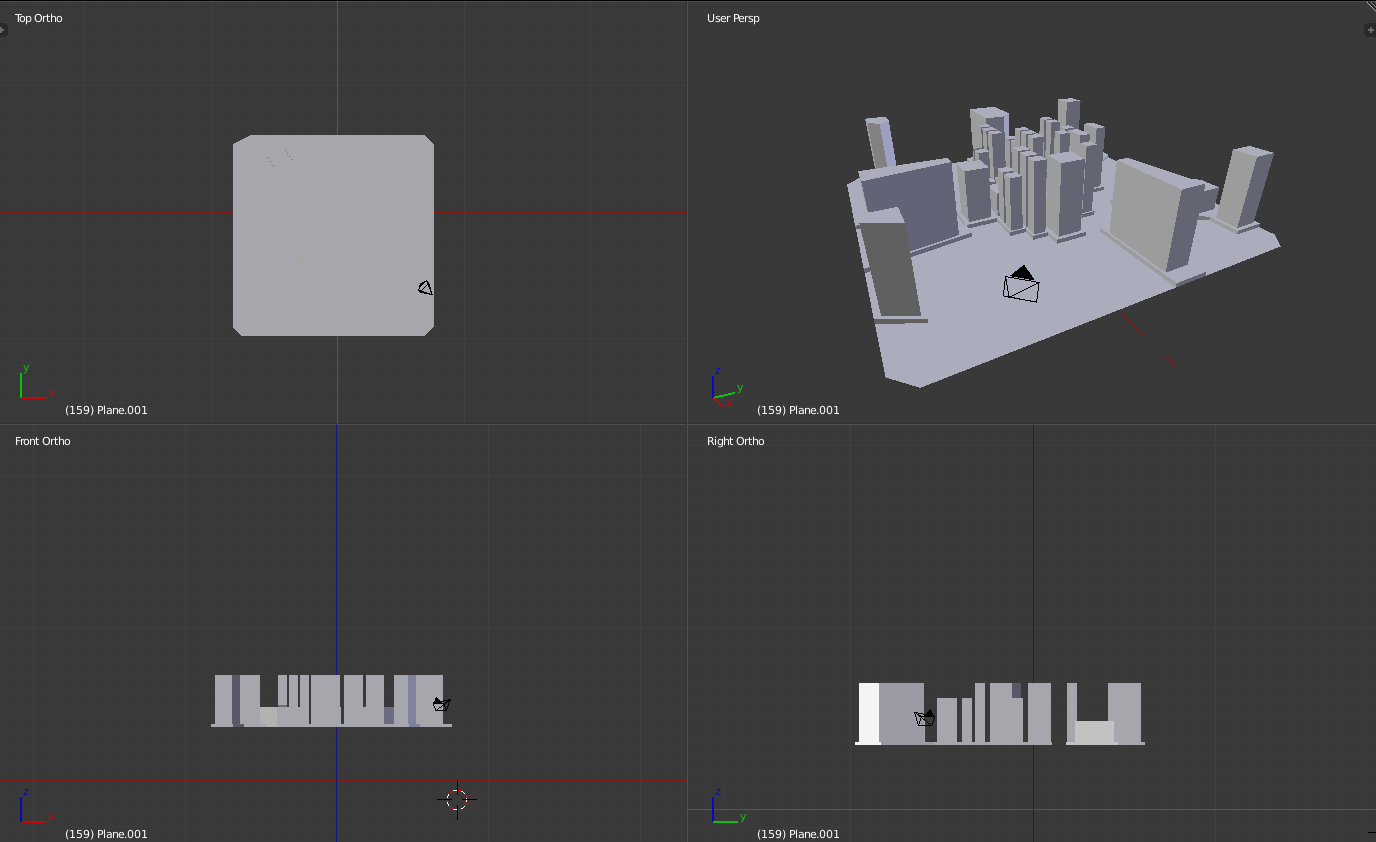 Top Ortho
y
x
(159) Plane.001
User Persp
z
y
x
(159) Plane.001
Front Ortho
z
x
(159) Plane.001
Right Ortho
z
y
(159) Plane.001